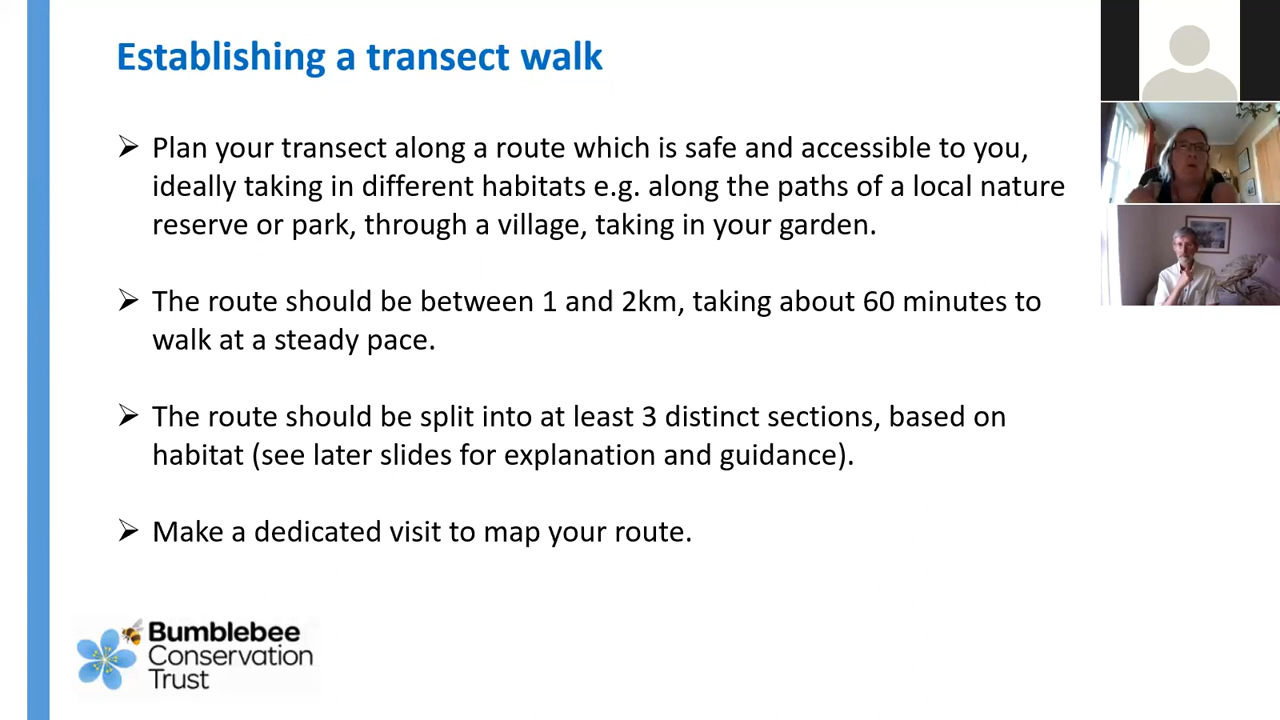 Establishing a transect walk
➢ Plan your transect along a route which is safe and accessible to you,
ideally taking in different habitats e.g. along the paths of a local nature
reserve or park, through a village, taking in your garden.
➢ The route should be between 1 and 2km, taking about 60 minutes to
walk at a steady pace.
➢ The route should be split into at least 3 distinct sections, based on
habitat (see later slides for explanation and guidance).
➢ Make a dedicated visit to map your route.
Bumblebee
Conservation
Trust